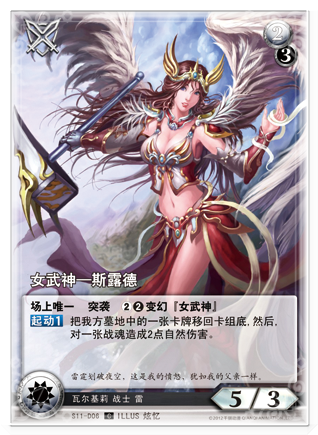 2
3
女武神—斯露德
场上唯一 突袭 2 2 变幻『女武神』
起动1 把我方墓地中的一张卡牌移回卡组底,然后,
对一张战魂造成2点自然伤害。
雷霆划破夜空，这是我的愤怒、犹如我的父亲一样。
瓦尔基莉 战士 雷
S11-006 C ILLUS 炫忆
5 / 3